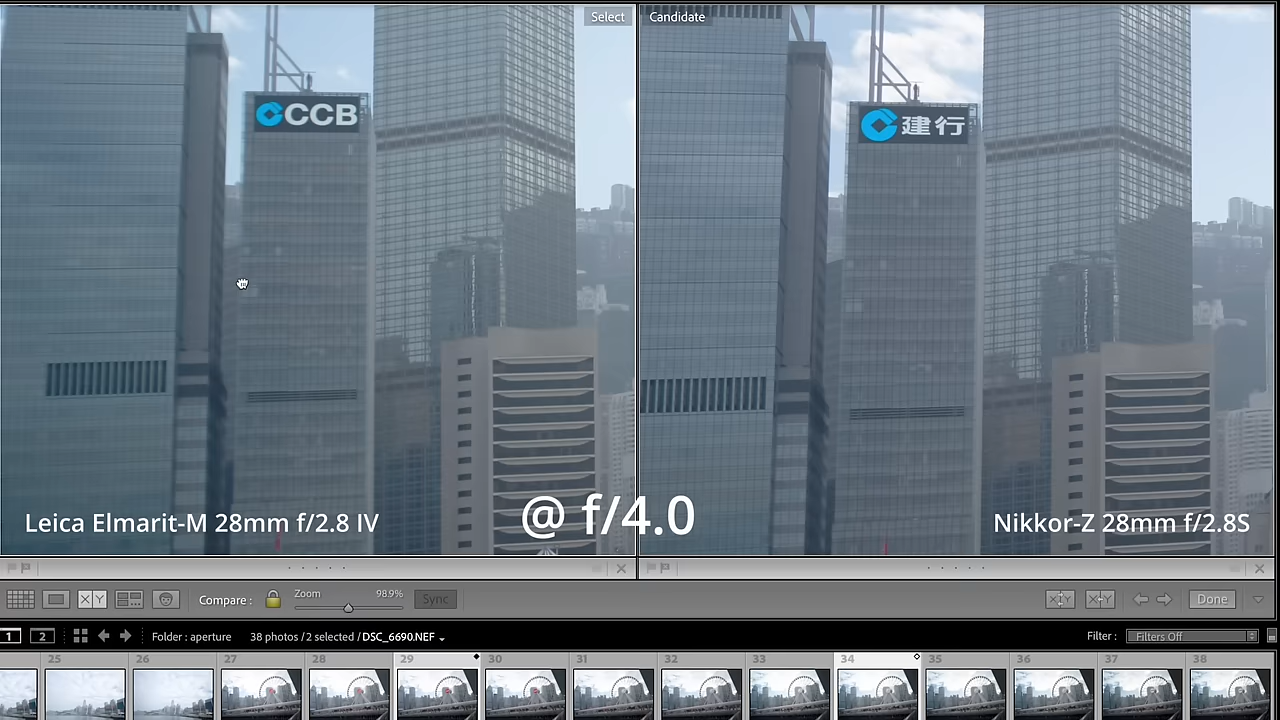 Select
Candidate
CCB
建行
Leica Elmarit-M 28mm f/2.8 IV
@ f/4.0
Nikkor-Z 28mm f/2.8S
X Y
Compare :
Zoom
98.9%
Sync
Done
1
2
Folder : aperture
38 photos / 2 selected / DSC_6690.NEF
Filter :
Filters Off
25
26
27
28
29
30
31
32
33
34
35
36
37
38